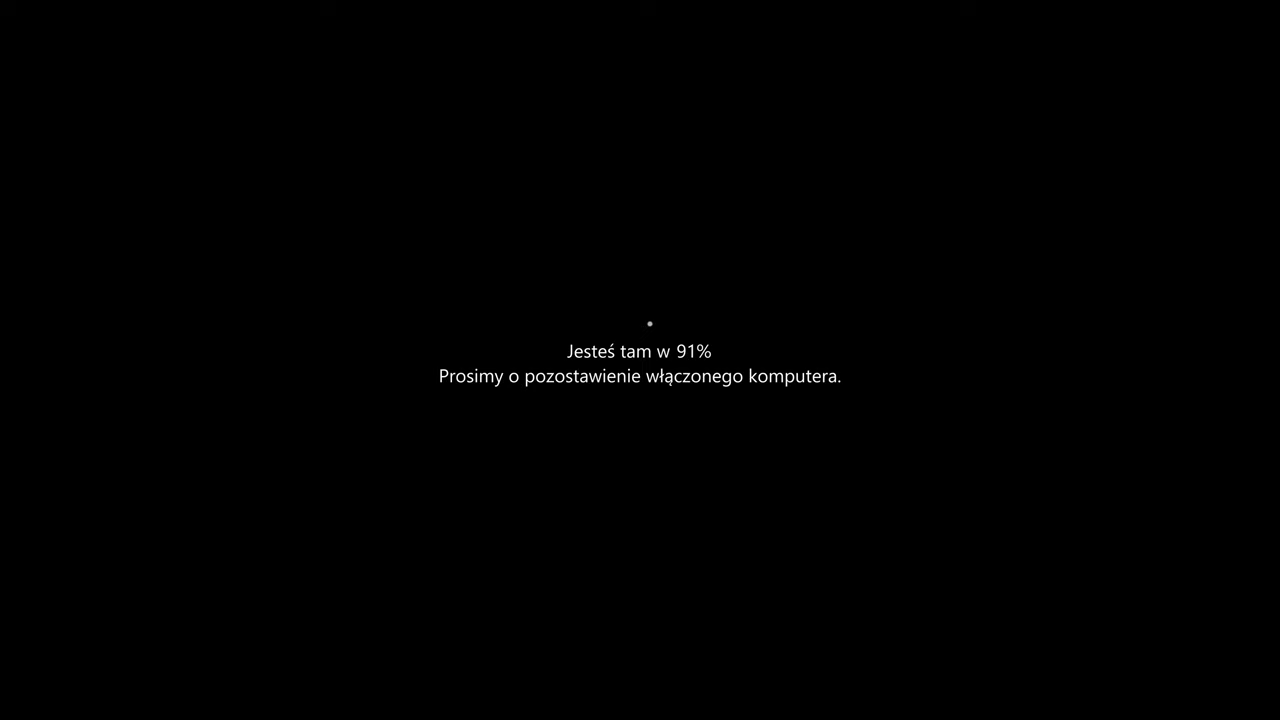 Jesteś tam w 91%
Prosimy o pozostawienie włączonego komputera.